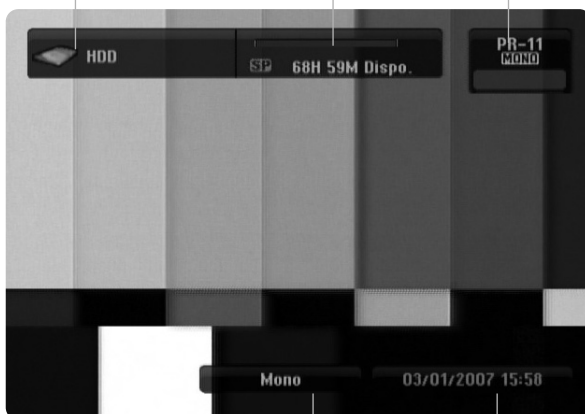 HDD
SP 68H 59M Dispo.
PR-11
MONO
Mono
03/01/2007 15:58